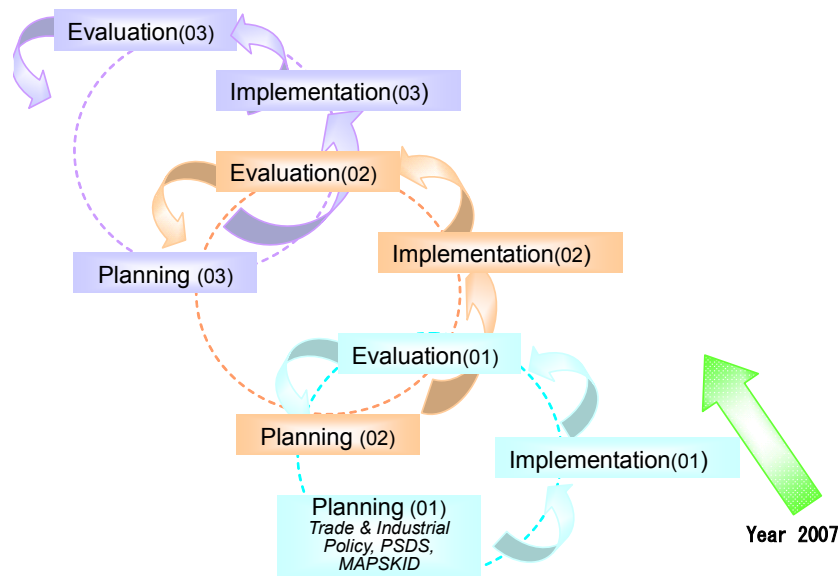 Evaluation(03)
Implementation(03)
Evaluation(02)
Implementation(02)
Planning (03)
Evaluation(01)
Planning (02)
Implementation(01)
Planning (01)
Trade & Industrial
Policy, PSDS,
MAPSKID
Year 2007